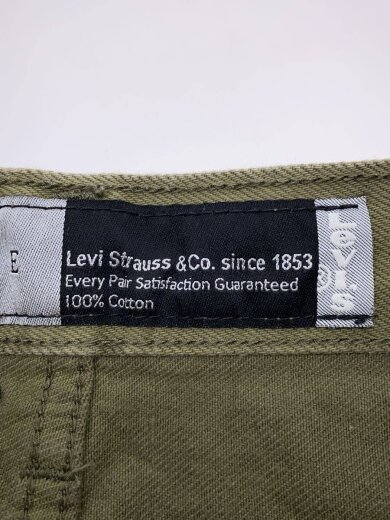 E
Levi Strauss &Co. since 1853
Every Pair Satisfaction Guaranteed
100% Cotton
Levi's®